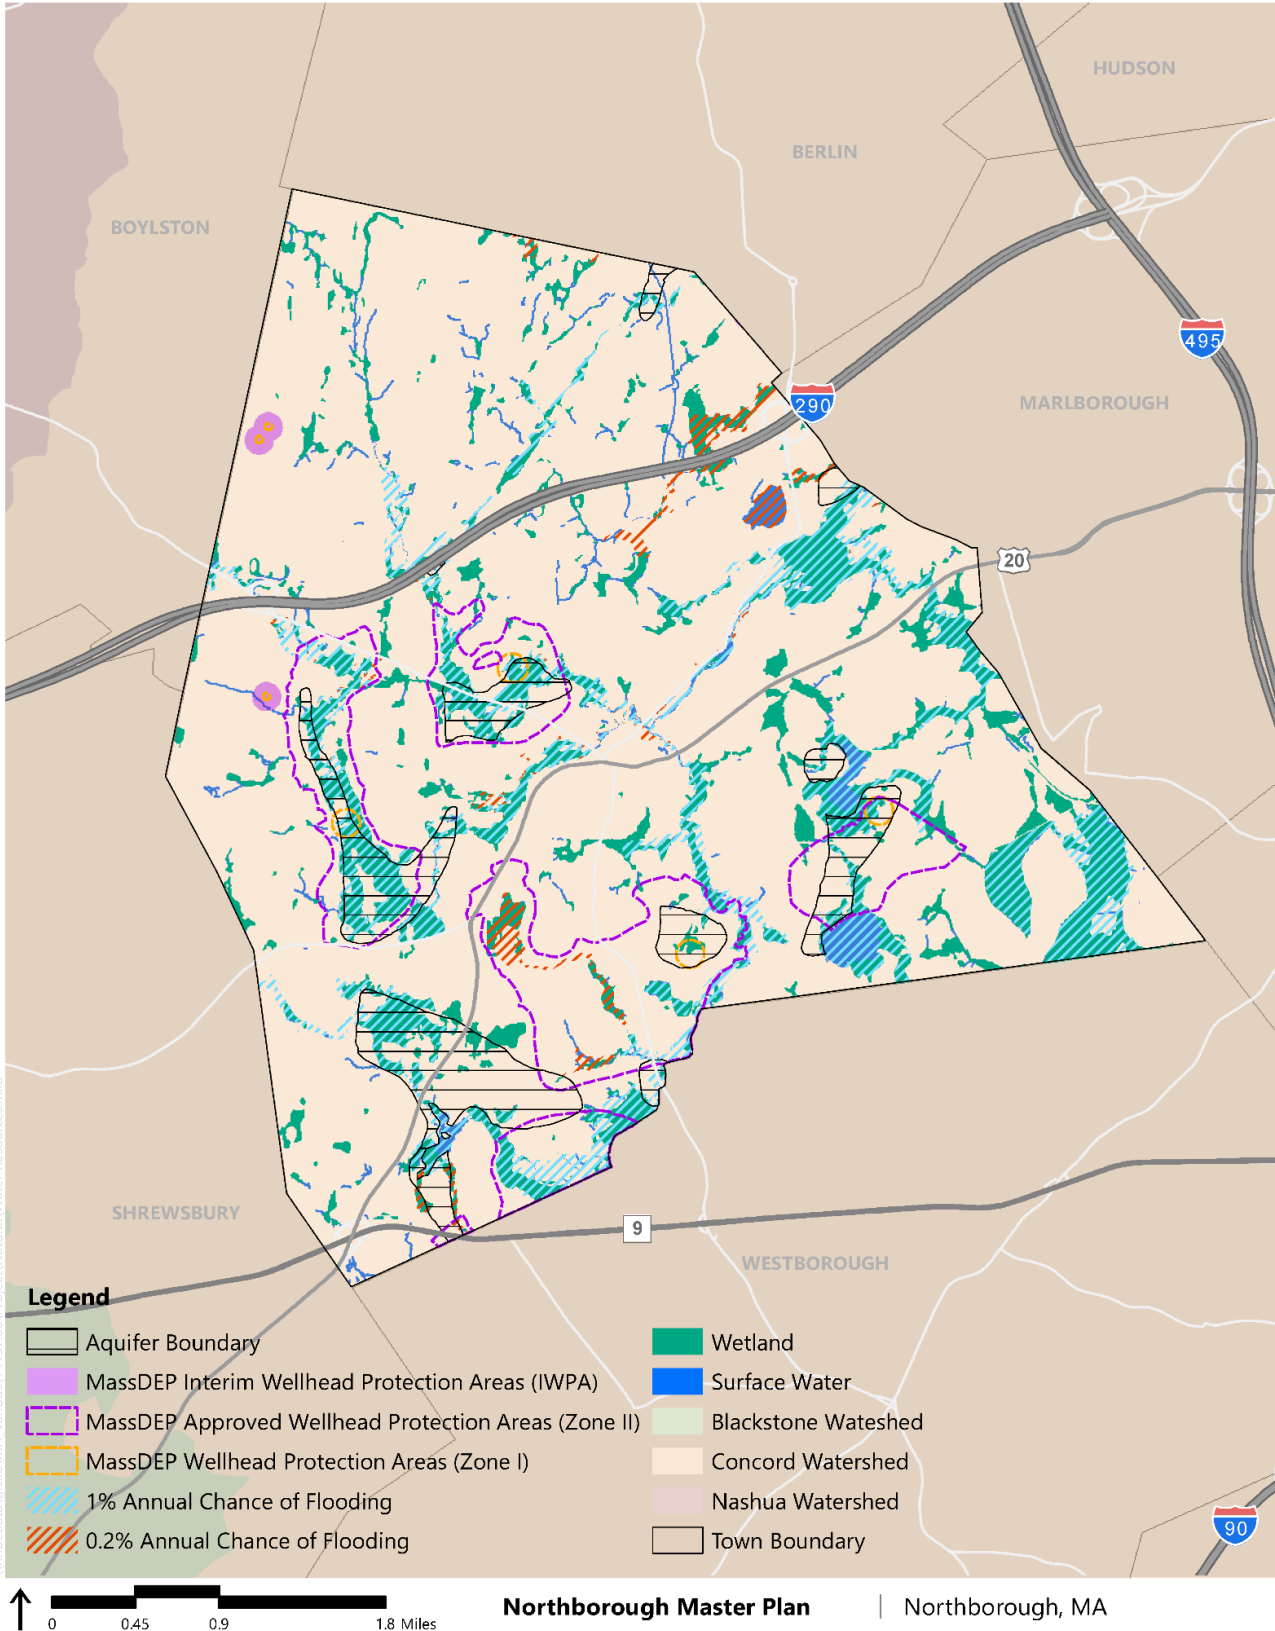 HUDSON
BERLIN
BOYLSTON
495
290
MARLBOROUGH
20
SHREWSBURY
9
WESTBOROUGH
Legend
Aquifer Boundary
MassDEP Interim Wellhead Protection Areas (IWPA)
MassDEP Approved Wellhead Protection Areas (Zone II)
MassDEP Wellhead Protection Areas (Zone I)
1% Annual Chance of Flooding
0.2% Annual Chance of Flooding
Wetland
Surface Water
Blackstone Wateshed
Concord Watershed
Nashua Watershed
Town Boundary
90
0 0.45 0.9 1.8 Miles
Northborough Master Plan | Northborough, MA